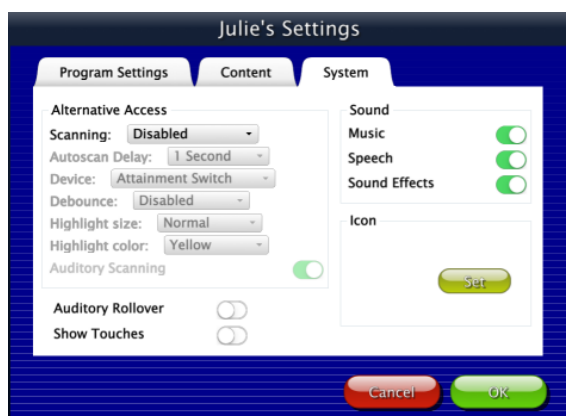 Julie's Settings
Program Settings
Content
System
Alternative Access
Scanning: Disabled
Autoscan Delay: 1 Second
Device: Attainment Switch
Debounce: Disabled
Highlight size: Normal
Highlight color: Yellow
Auditory Scanning
Auditory Rollover
Show Touches
Sound
Music
Speech
Sound Effects
Icon
Set
Cancel
OK